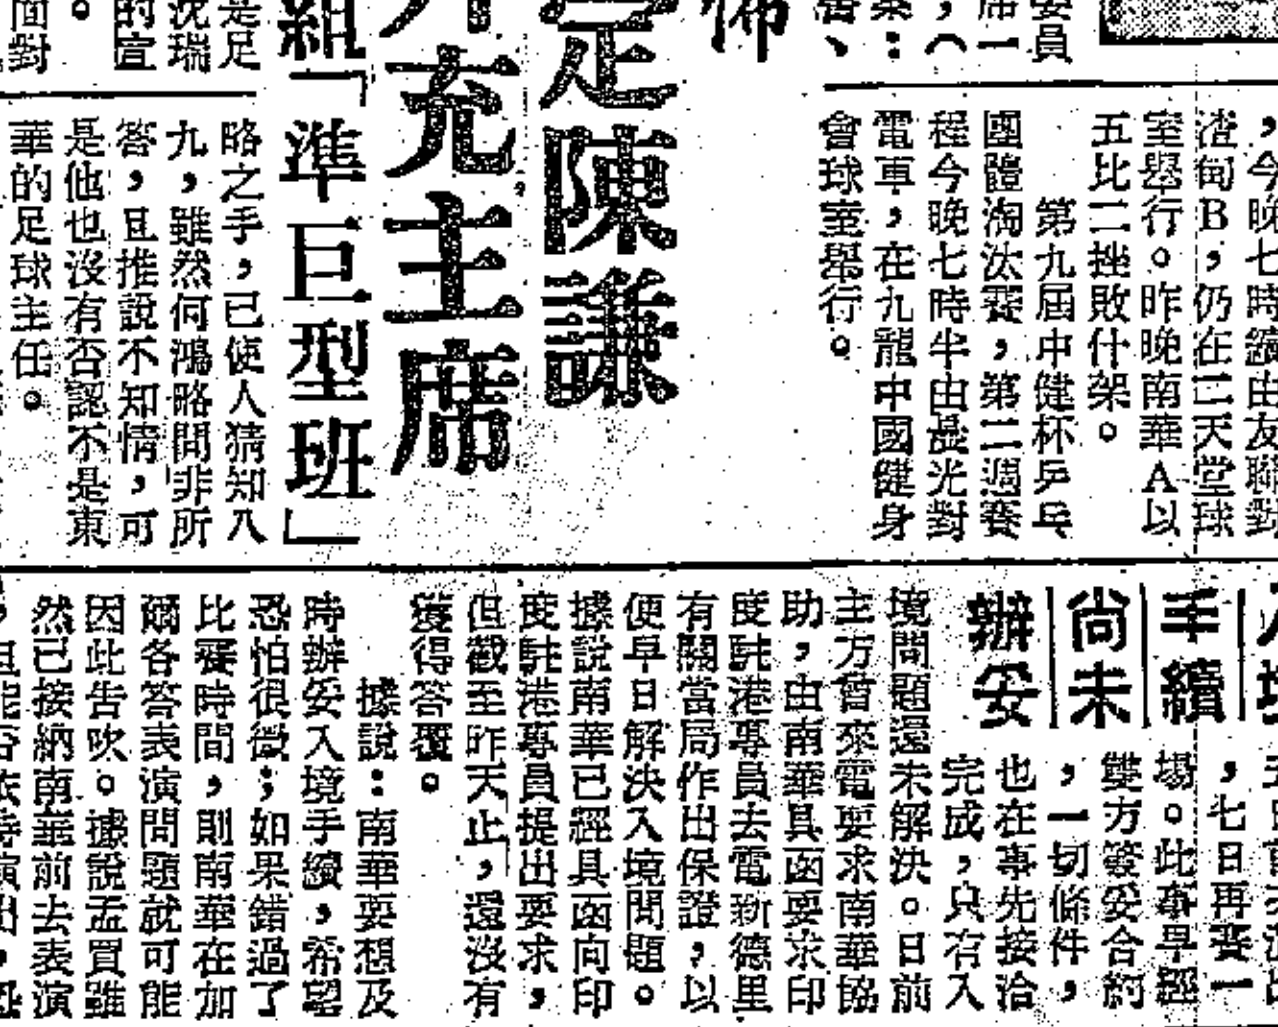 委員
席一
，（
，今晚七時續由友聯對
渣甸B，仍在二天堂球
室舉行。昨晚南華A以
五比二挫敗什架。
第九屆中健杯乒乓
團體淘汰賽，第二週賽
程今晚七時半由晨光對
電車，在九龍中國健身
會球室舉行。
佈
定陳謙
充主席
組「準巨型班」
是足
沈瑞
的宣
。
面對
略之手，已使人猜知八
九，雖然何鴻略問非所
答，且推說不知情，可
是他也沒有否認不是東
華的足球主任。
手續
尚未
辦妥
，七日再賽一
場。此事早經
雙方簽妥合約
，一切條件，
也在事先接洽
完成，只有入
境問題還未解決。日前
主方曾來電要求南華協
助，由南華具函要求印
度駐港專員去電新德里
有關當局作出保證，以
便早日解決入境問題。
據說南華已經具函向印
度駐港專員提出要求，
但截至昨天止，還沒有
獲得答覆。
據說：南華要想及
時辦妥入境手續，希望
恐怕很微；如果錯過了
比賽時間，則南華在加
爾各答表演問題就可能
因此告吹。據說孟買雖
然已接納南華前去表演